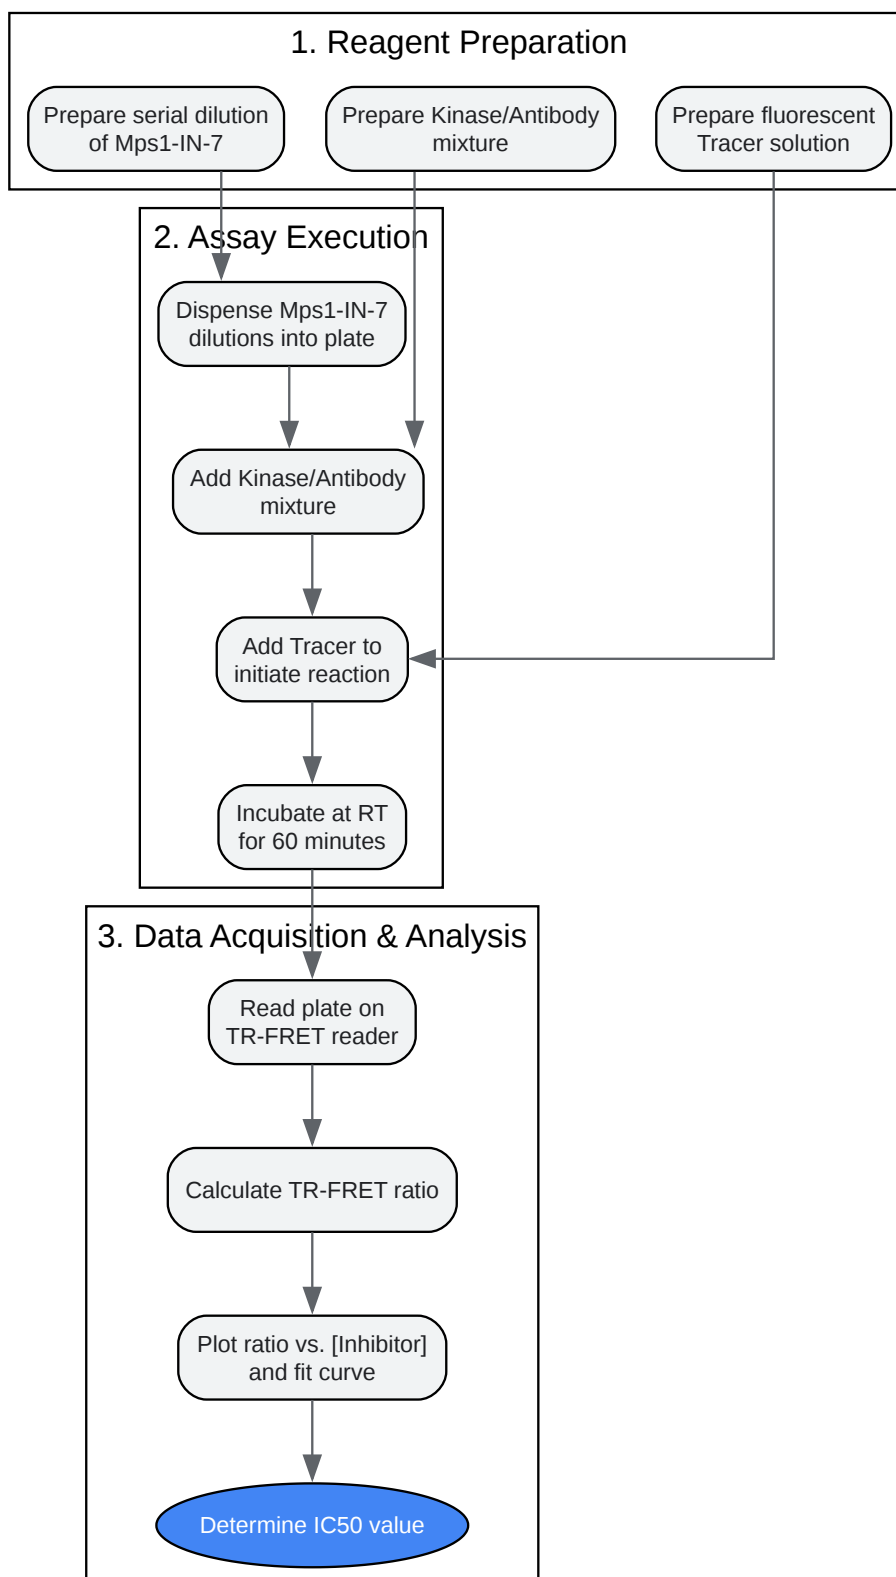 1. Reagent Preparation
Prepare serial dilution
of Mps1-IN-7
Prepare Kinase/Antibody
mixture
Prepare fluorescent
Tracer solution
2. Assay Execution
Dispense Mps1-IN-7
dilutions into plate
Add Kinase/Antibody
mixture
Add Tracer to
initiate reaction
Incubate at RT
for 60 minutes
3. Data Acquisition & Analysis
Read plate on
TR-FRET reader
Calculate TR-FRET ratio
Plot ratio vs. [Inhibitor]
and fit curve
Determine IC50 value